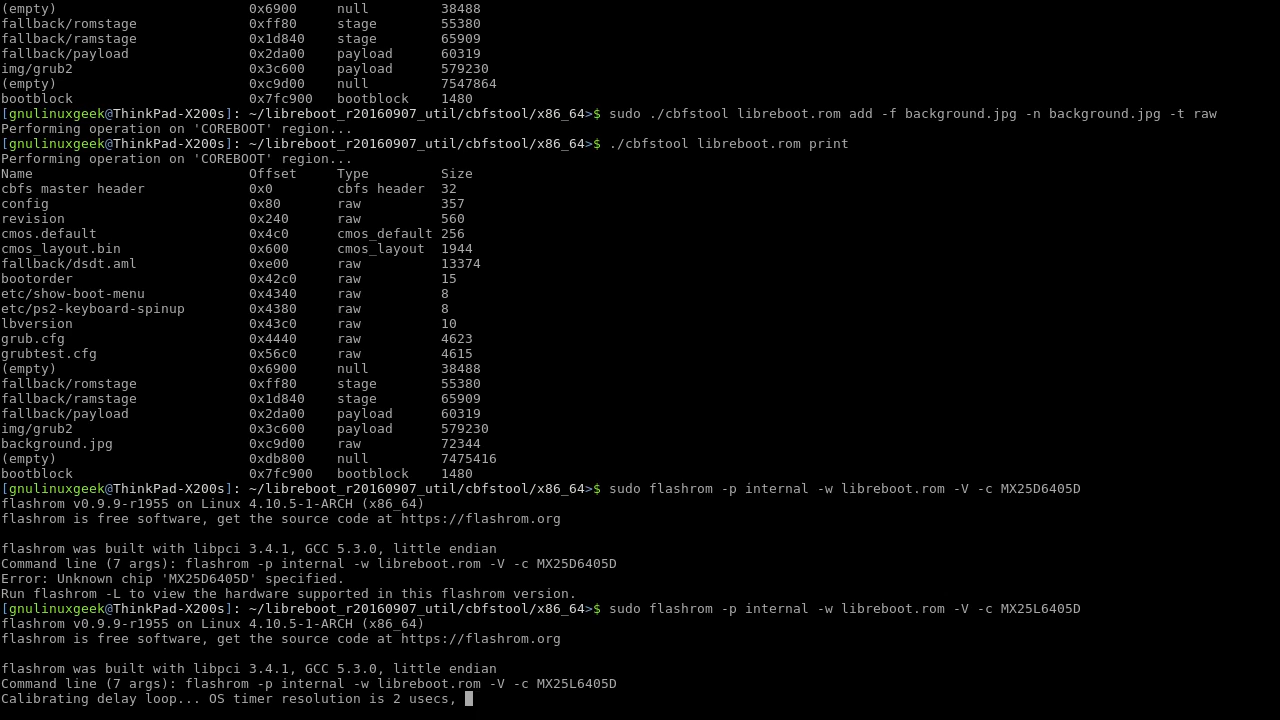 (empty)                        0x6900     null         38488
fallback/romstage              0xff80     stage        55380
fallback/ramstage              0x1d840    stage        65909
fallback/payload               0x2da00    payload      60319
img/grub2                      0x3c600    payload      579230
(empty)                        0xc9d00    null         7547864
bootblock                      0x7fc900   bootblock    1480
[gnulinuxgeek@ThinkPad-X200s]: ~/libreboot_r20160907_util/cbfstool/x86_64>$ sudo ./cbfstool libreboot.rom add -f background.jpg -n background.jpg -t raw
Performing operation on 'COREBOOT' region...
[gnulinuxgeek@ThinkPad-X200s]: ~/libreboot_r20160907_util/cbfstool/x86_64>$ ./cbfstool libreboot.rom print
Performing operation on 'COREBOOT' region...
Name                           Offset     Type         Size
cbfs master header             0x0        cbfs header  32
config                         0x80       raw          357
revision                       0x240      raw          560
cmos.default                   0x4c0      cmos_default 256
cmos_layout.bin                0x600      cmos_layout  1944
fallback/dsdt.aml              0xe00      raw          13374
bootorder                      0x42c0     raw          15
etc/show-boot-menu             0x4340     raw          8
etc/ps2-keyboard-spinup        0x4380     raw          8
lbversion                      0x43c0     raw          10
grub.cfg                       0x4440     raw          4623
grubtest.cfg                   0x56c0     raw          4615
(empty)                        0x6900     null         38488
fallback/romstage              0xff80     stage        55380
fallback/ramstage              0x1d840    stage        65909
fallback/payload               0x2da00    payload      60319
img/grub2                      0x3c600    payload      579230
background.jpg                 0xc9d00    raw          72344
(empty)                        0xdb800    null         7475416
bootblock                      0x7fc900   bootblock    1480
[gnulinuxgeek@ThinkPad-X200s]: ~/libreboot_r20160907_util/cbfstool/x86_64>$ sudo flashrom -p internal -w libreboot.rom -V -c MX25D6405D
flashrom v0.9.9-r1955 on Linux 4.10.5-1-ARCH (x86_64)
flashrom is free software, get the source code at https://flashrom.org

flashrom was built with libpci 3.4.1, GCC 5.3.0, little endian
Command line (7 args): flashrom -p internal -w libreboot.rom -V -c MX25D6405D
Error: Unknown chip 'MX25D6405D' specified.
Run flashrom -L to view the hardware supported in this flashrom version.
[gnulinuxgeek@ThinkPad-X200s]: ~/libreboot_r20160907_util/cbfstool/x86_64>$ sudo flashrom -p internal -w libreboot.rom -V -c MX25L6405D
flashrom v0.9.9-r1955 on Linux 4.10.5-1-ARCH (x86_64)
flashrom is free software, get the source code at https://flashrom.org

flashrom was built with libpci 3.4.1, GCC 5.3.0, little endian
Command line (7 args): flashrom -p internal -w libreboot.rom -V -c MX25L6405D
Calibrating delay loop... OS timer resolution is 2 usecs,